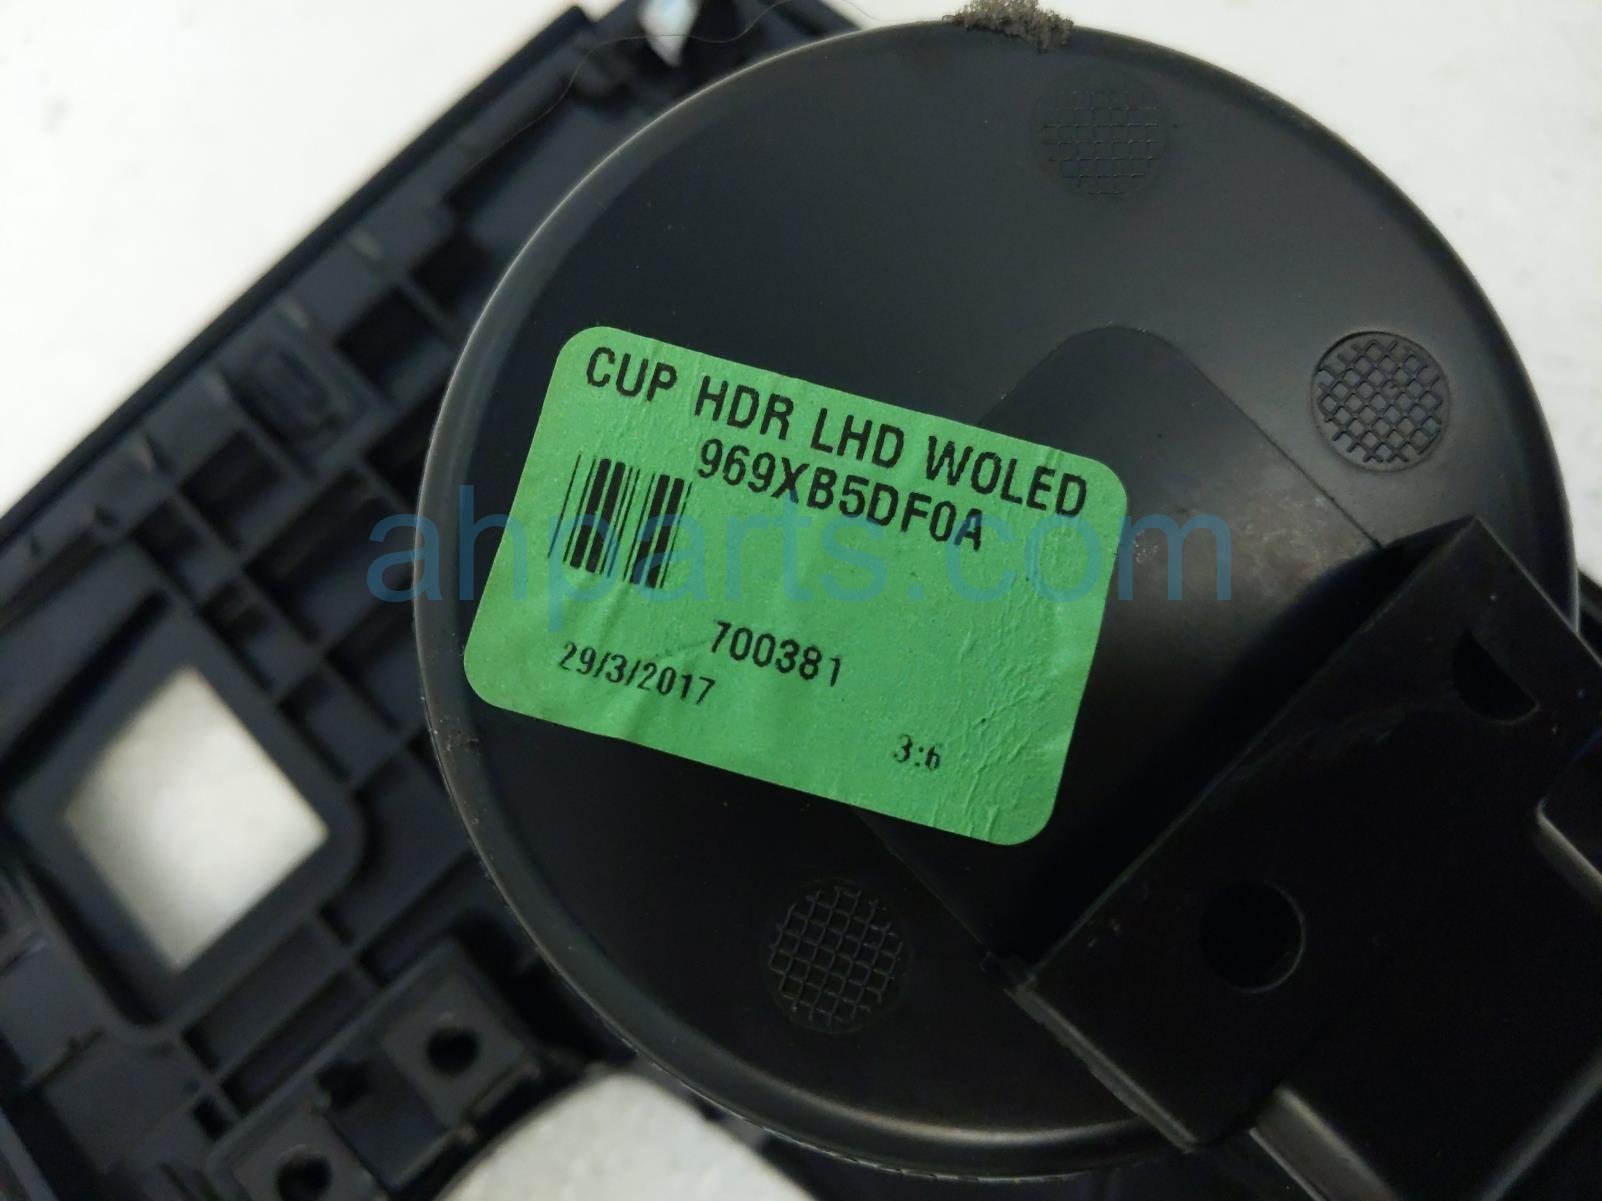 CUP HDR LHD WOLED
969XB5DF0A
700381
29/3/2017
3:6
ahparts.com